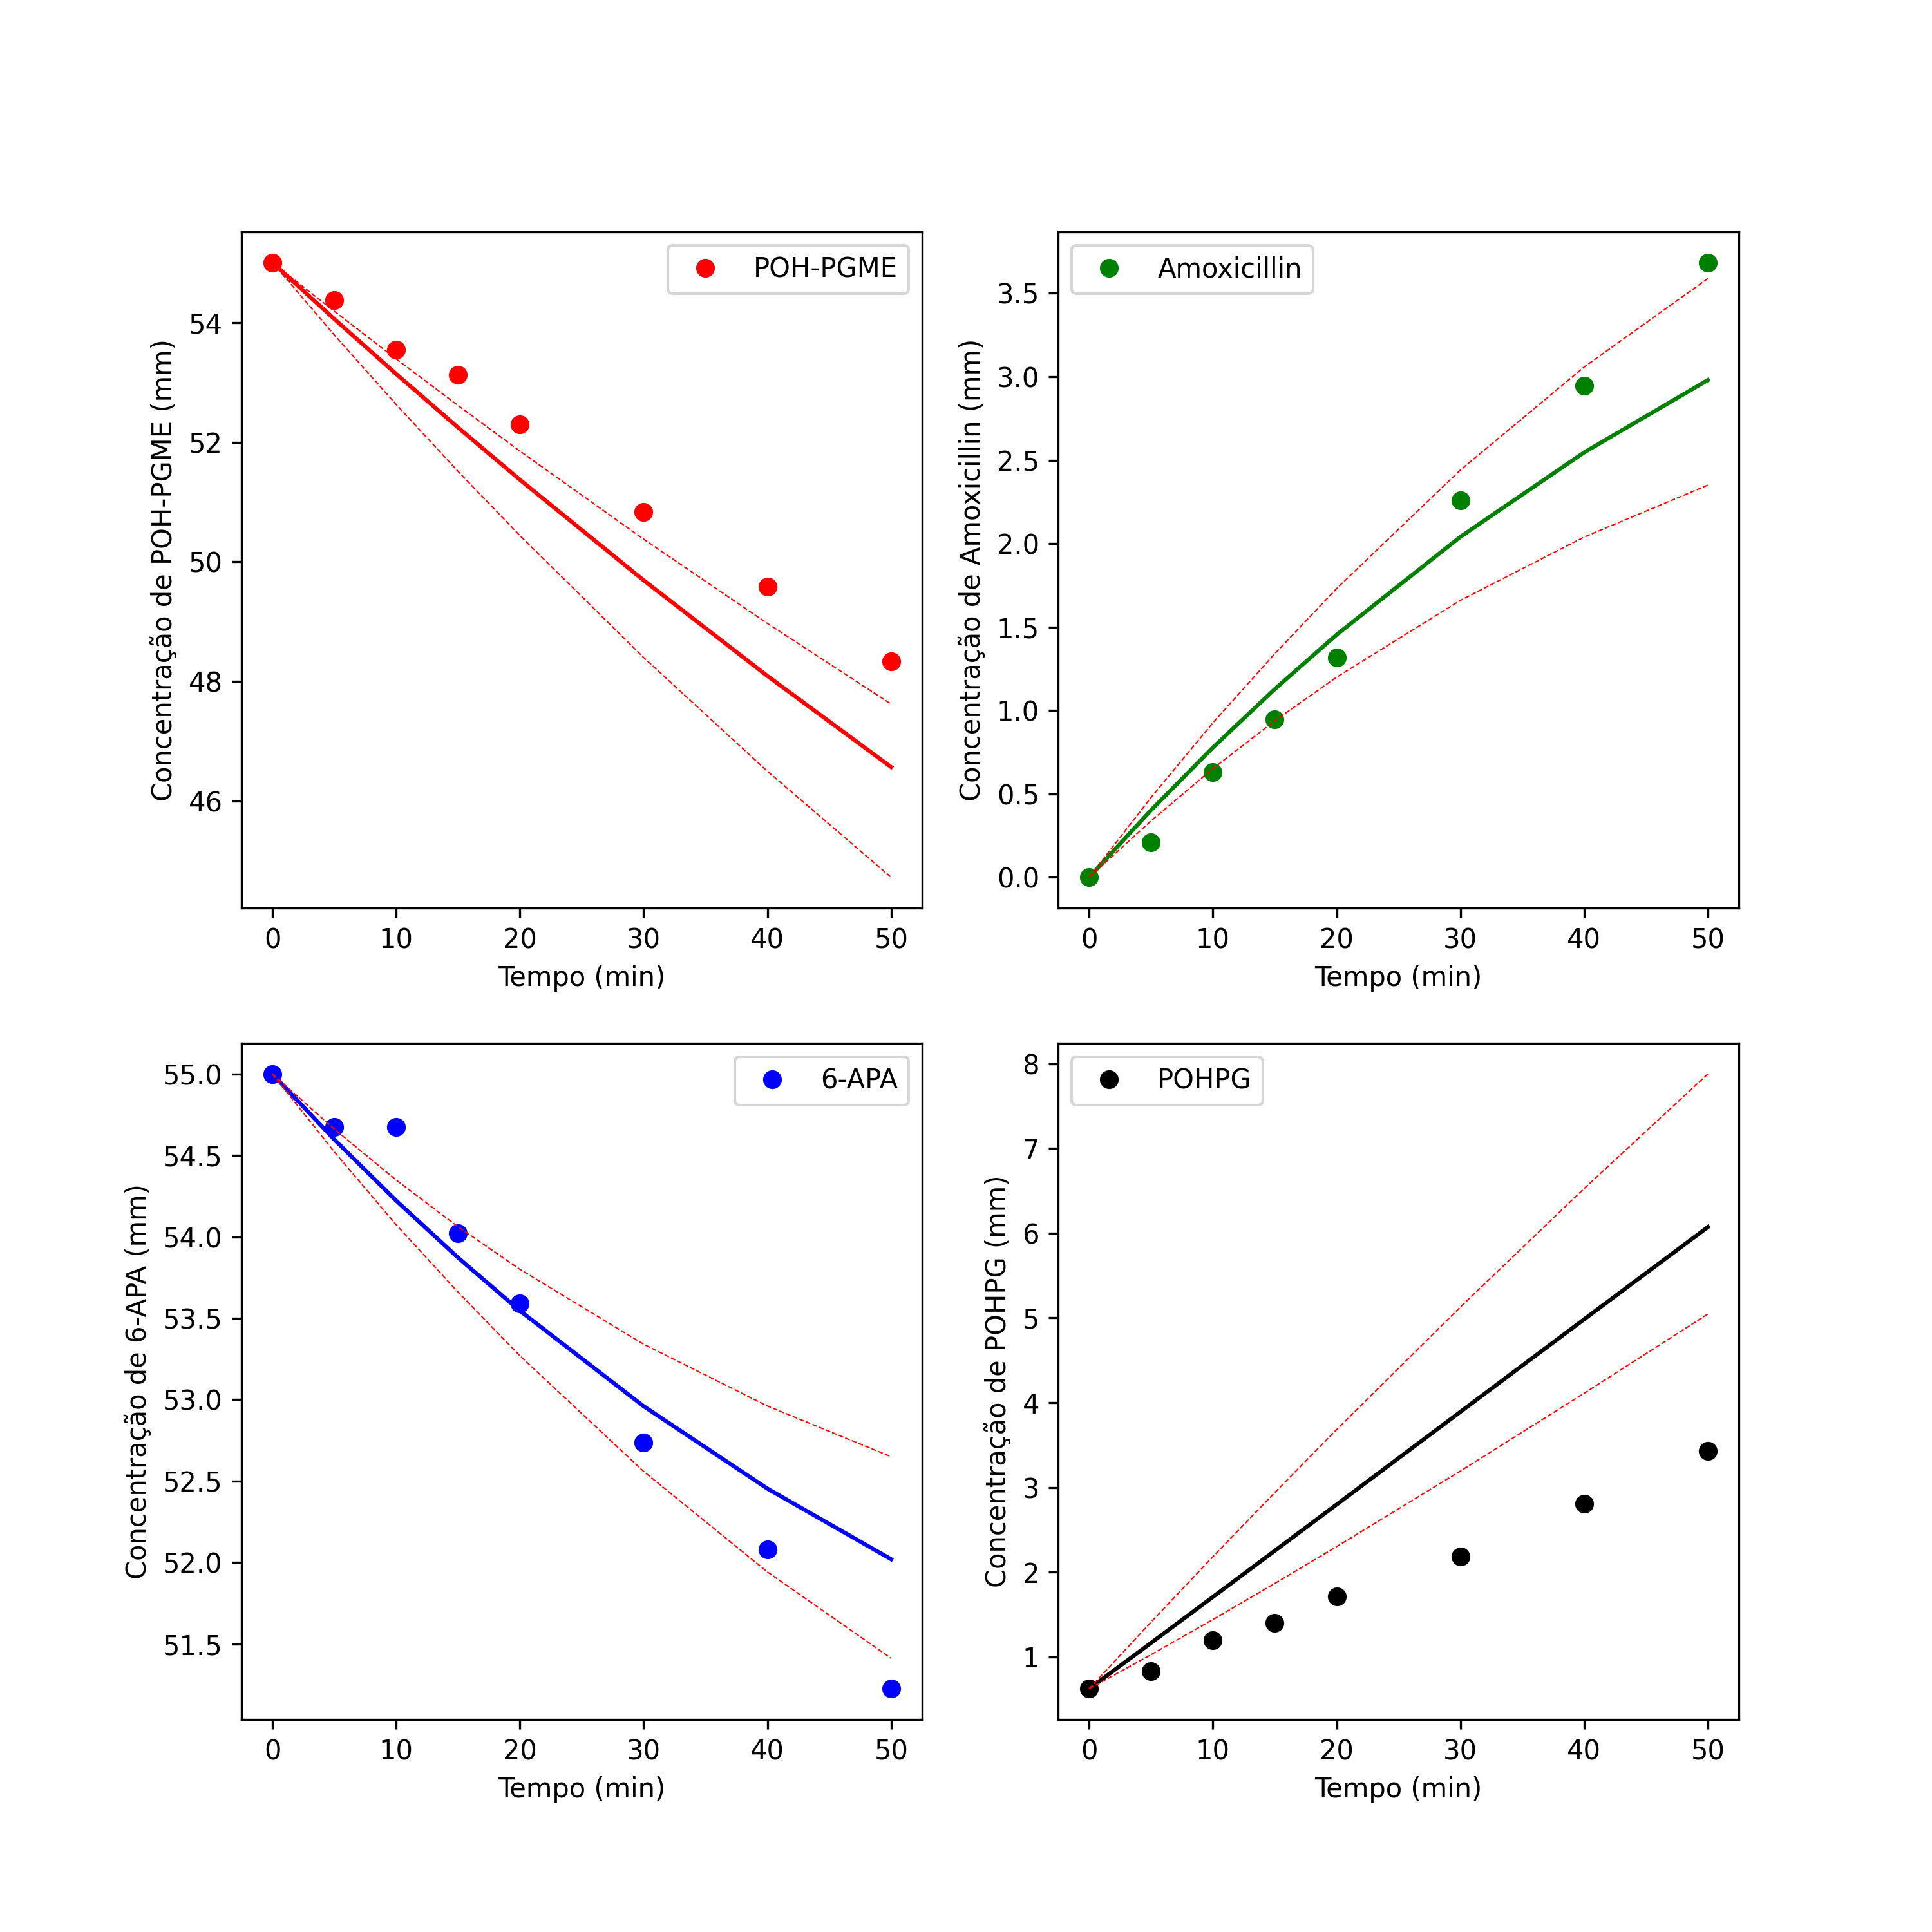 POH-PGME
Concentração de POH-PGME (mm)
54
52
50
48
46
0 10 20 30 40 50
Tempo (min)
Amoxicillin
Concentração de Amoxicillin (mm)
3.5
3.0
2.5
2.0
1.5
1.0
0.5
0.0
0 10 20 30 40 50
Tempo (min)
6-APA
Concentração de 6-APA (mm)
55.0
54.5
54.0
53.5
53.0
52.5
52.0
51.5
0 10 20 30 40 50
Tempo (min)
POHPG
Concentração de POHPG (mm)
8
7
6
5
4
3
2
1
0 10 20 30 40 50
Tempo (min)